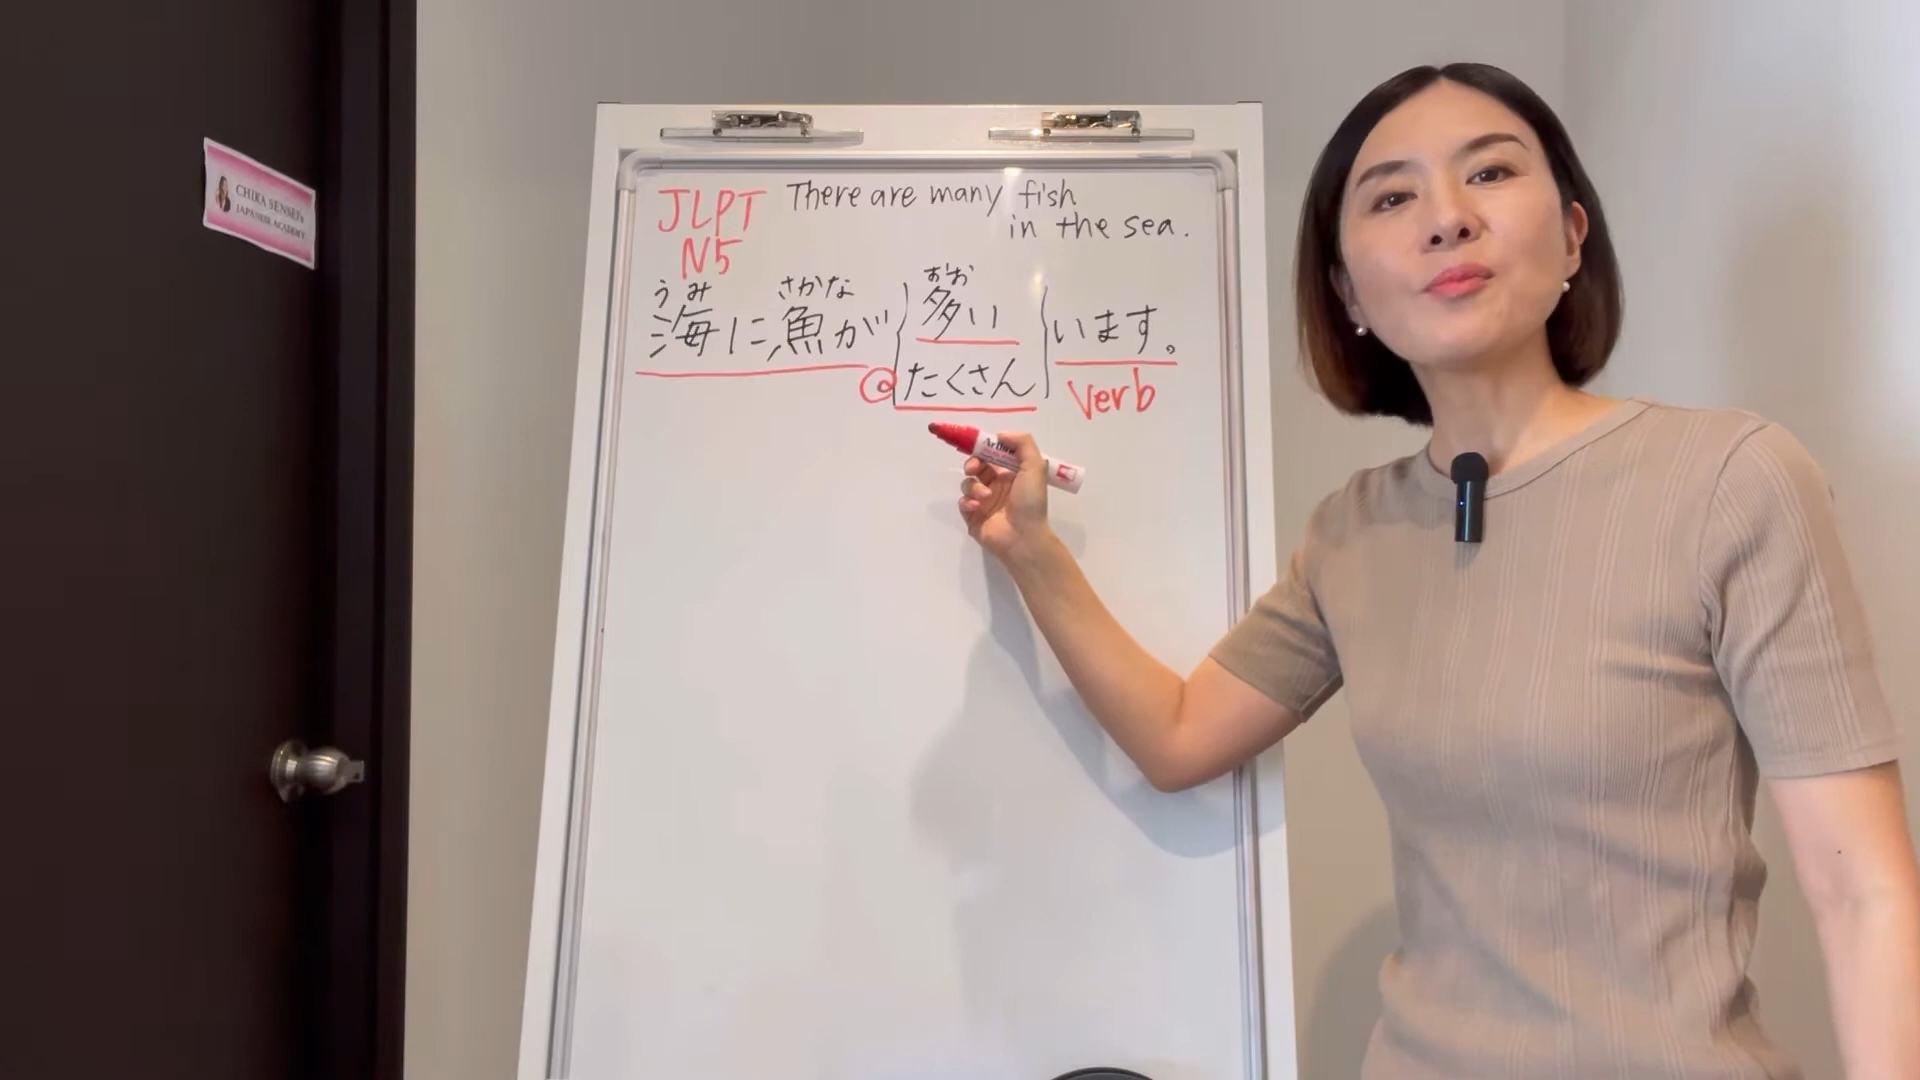 CHIKA SENSEI's
JAPANESE ACADEMY
JLPT
N5
There are many fish
in the sea.
うみ さかな おお
海に魚が 多い います。
@ たくさん
Verb
Artline